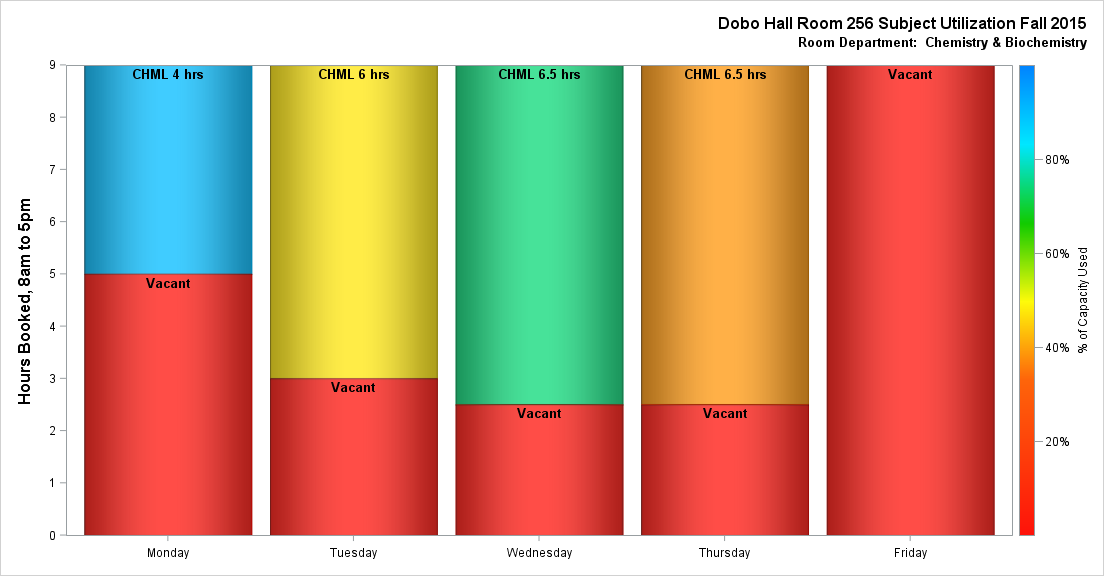 Dobo Hall Room 256 Subject Utilization Fall 2015
Room Department:  Chemistry & Biochemistry
Hours Booked, 8am to 5pm
9
8
7
6
5
4
3
2
1
0
CHML 4 hrs
Vacant
CHML 6 hrs
Vacant
CHML 6.5 hrs
Vacant
CHML 6.5 hrs
Vacant
Vacant
Monday
Tuesday
Wednesday
Thursday
Friday
80%
60%
40%
20%
% of Capacity Used